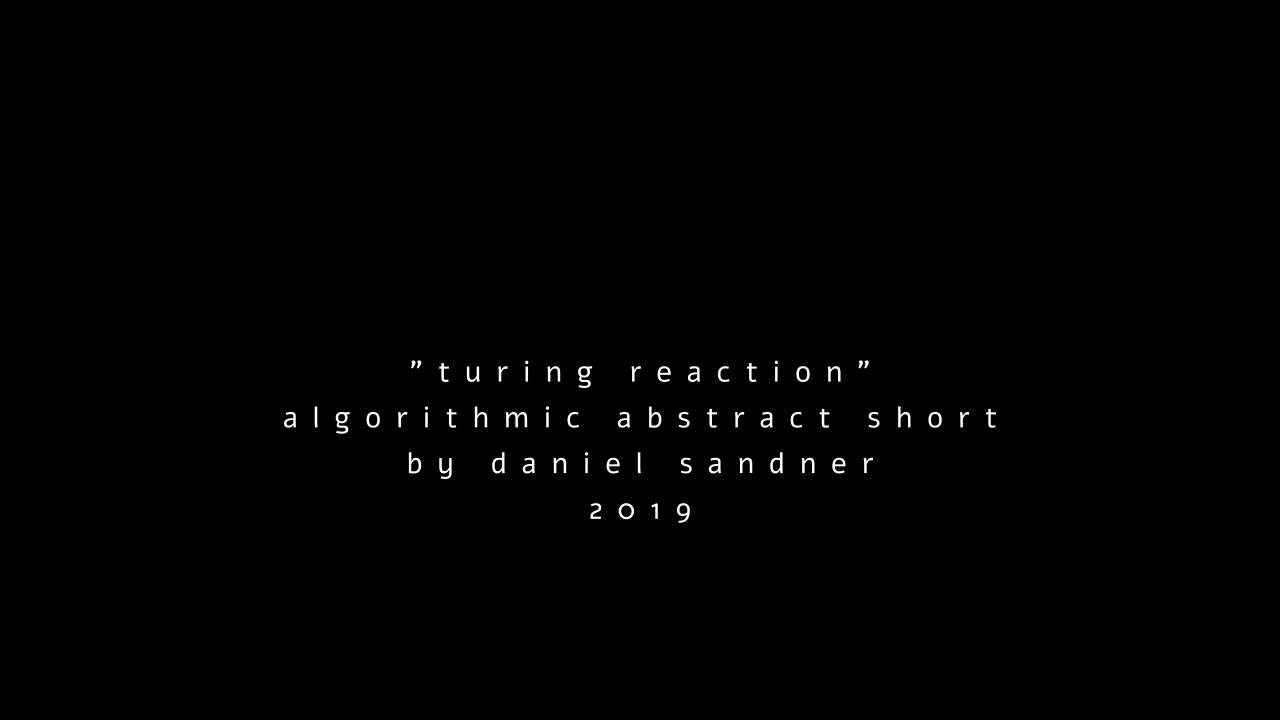 ”turing reaction”
algorithmic abstract short
by daniel sandner
2019